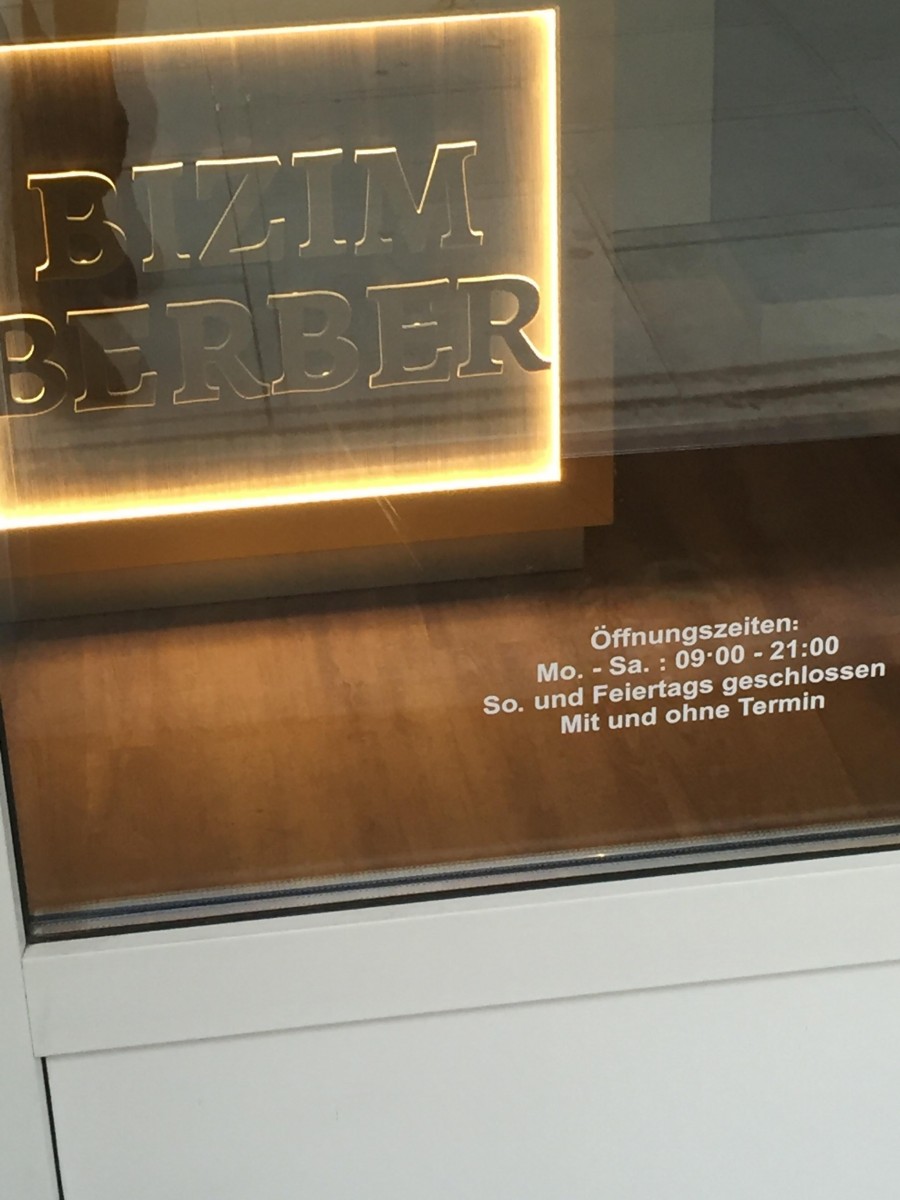 BIZIM
BERBER
Öffnungszeiten:
Mo. - Sa. : 09:00 - 21:00
So. und Feiertags geschlossen
Mit und ohne Termin